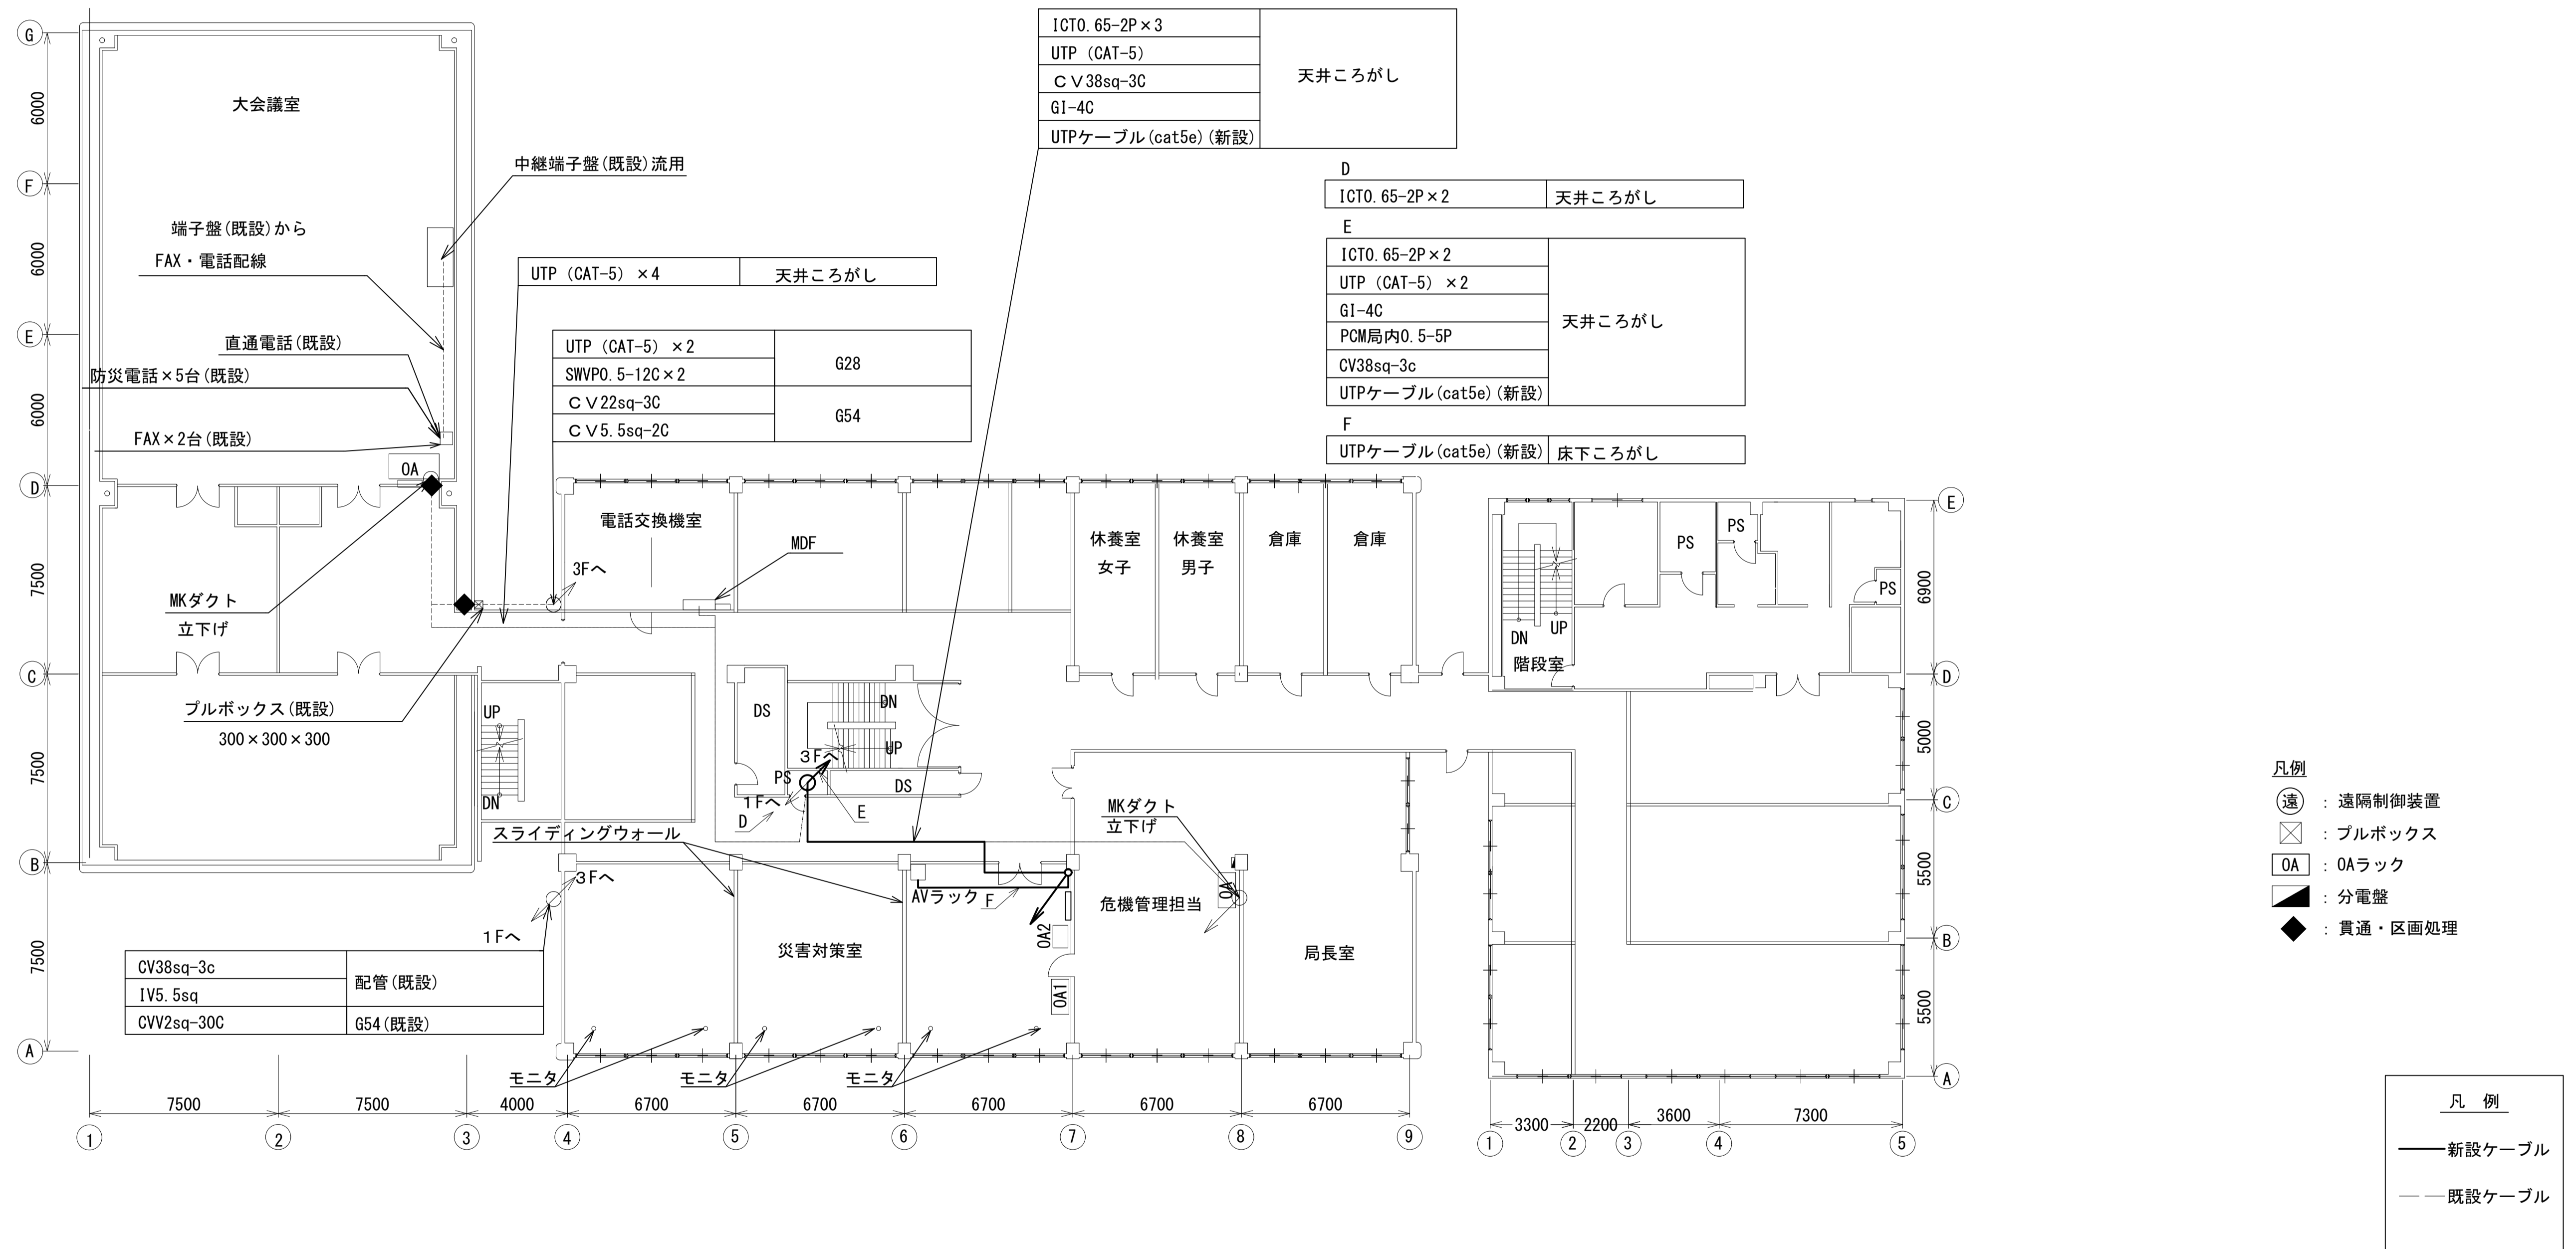 ICT0.65-2P×3
UTP（CAT-5）
ＣＶ38sq-3C
GI-4C
UTPケーブル(cat5e)(新設)
天井ころがし
D
ICT0.65-2P×2
天井ころがし
E
ICT0.65-2P×2
UTP（CAT-5）×2
GI-4C
PCM局内0.5-5P
CV38sq-3c
UTPケーブル(cat5e)(新設)
天井ころがし
F
UTPケーブル(cat5e)(新設)
床下ころがし
G
F
E
D
C
B
A
6000
6000
6000
7500
7500
7500
大会議室
中継端子盤(既設)流用
端子盤(既設)から
FAX・電話配線
直通電話(既設)
防災電話×5台(既設)
FAX×2台(既設)
OA
UTP（CAT-5）×4
天井ころがし
UTP（CAT-5）×2
SWVP0.5-12C×2
ＣＶ22sq-3C
ＣＶ5.5sq-2C
G28
G54
MKダクト
立下げ
プルボックス(既設)
300×300×300
3Fへ
電話交換機室
MDF
休養室
女子
休養室
男子
倉庫
倉庫
UP
DN
DS
DN
UP
３Fへ
PS
DS
１Fへ
D
E
スライディングウォール
MKダクト
立下げ
３Fへ
１Fへ
AVラック
F
OA2
OA1
OA
危機管理担当
災害対策室
局長室
CV38sq-3c
IV5.5sq
CVV2sq-30C
配管(既設)
G54(既設)
モニタ
モニタ
モニタ
7500
7500
4000
6700
6700
6700
6700
6700
1
2
3
4
5
6
7
8
9
PS
PS
PS
DN
UP
階段室
E
D
C
B
A
6900
5000
5500
5500
3300
2200
3600
7300
1
2
3
4
5
凡例
遠 ：遠隔制御装置
：プルボックス
OA ：OAラック
：分電盤
：貫通・区画処理
凡　例
新設ケーブル
既設ケーブル